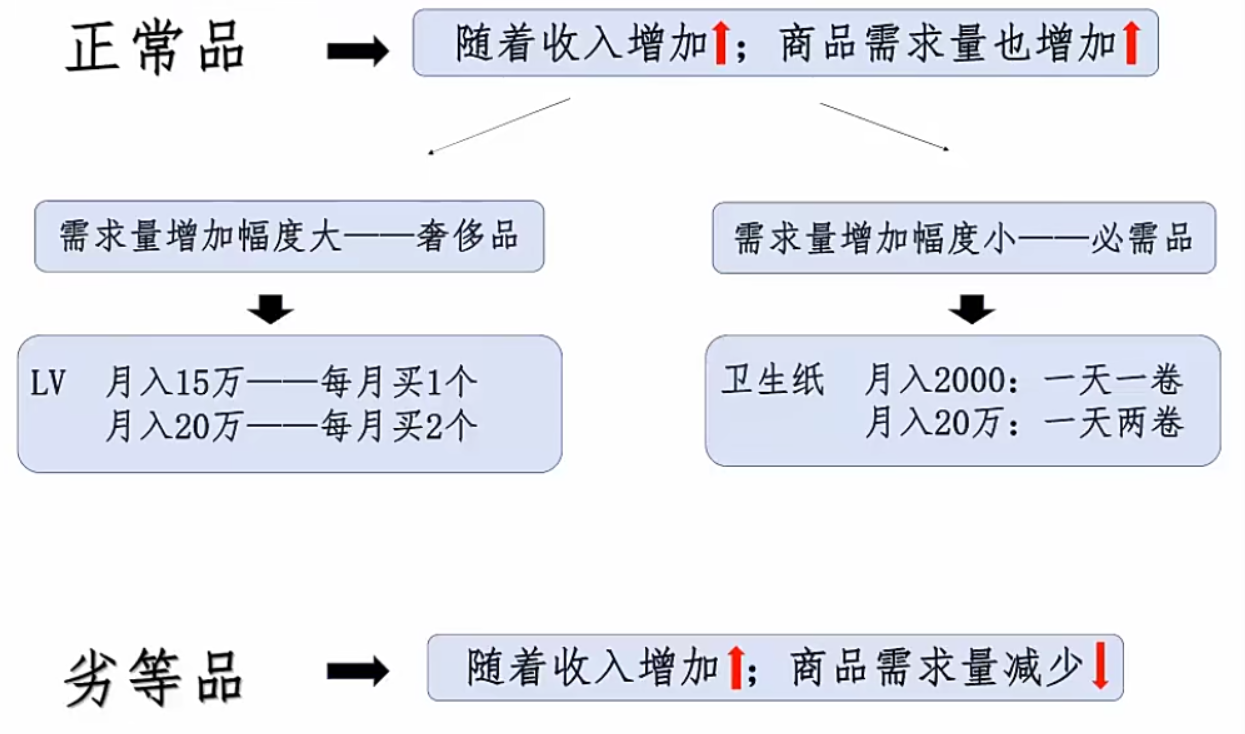 正常品
随着收入增加；商品需求量也增加
需求量增加幅度大——奢侈品
需求量增加幅度小——必需品
LV 月入15万——每月买1个
月入20万——每月买2个
卫生纸 月入2000：一天一卷
月入20万：一天两卷
劣等品
随着收入增加；商品需求量减少